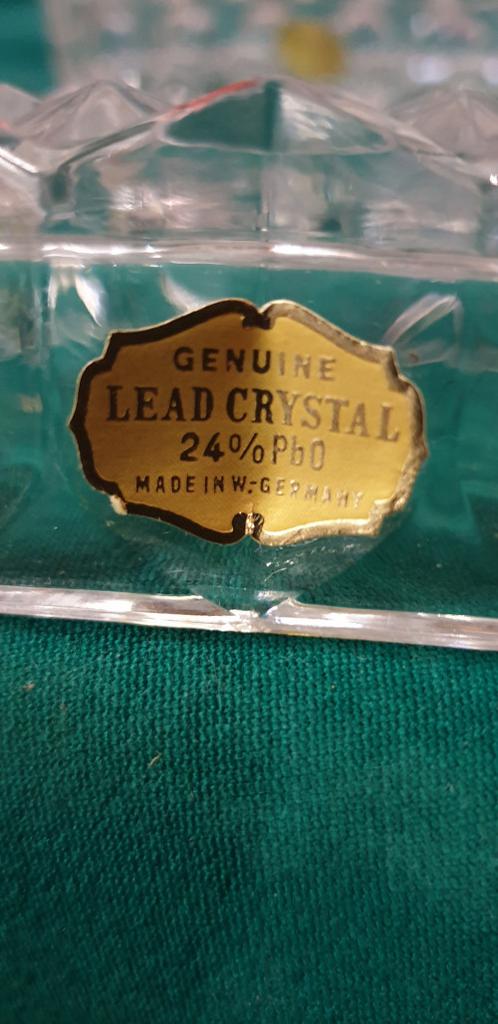 GENUINE
LEAD CRYSTAL
24% PbO
MADE IN W.-GERMANY